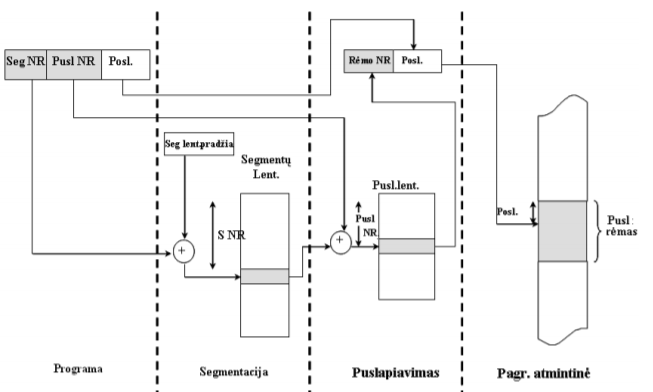 Seg NR Pusl NR Posl.
Rėmo NR Posl.
Seg lent.pradžia
Segmentų
Lent.
Pusl.lent.
S NR
Pusl
NR
+
+
Posl.
Pusl.
rėmas
Programa
Segmentacija
Puslapiavimas
Pagr. atmintinė